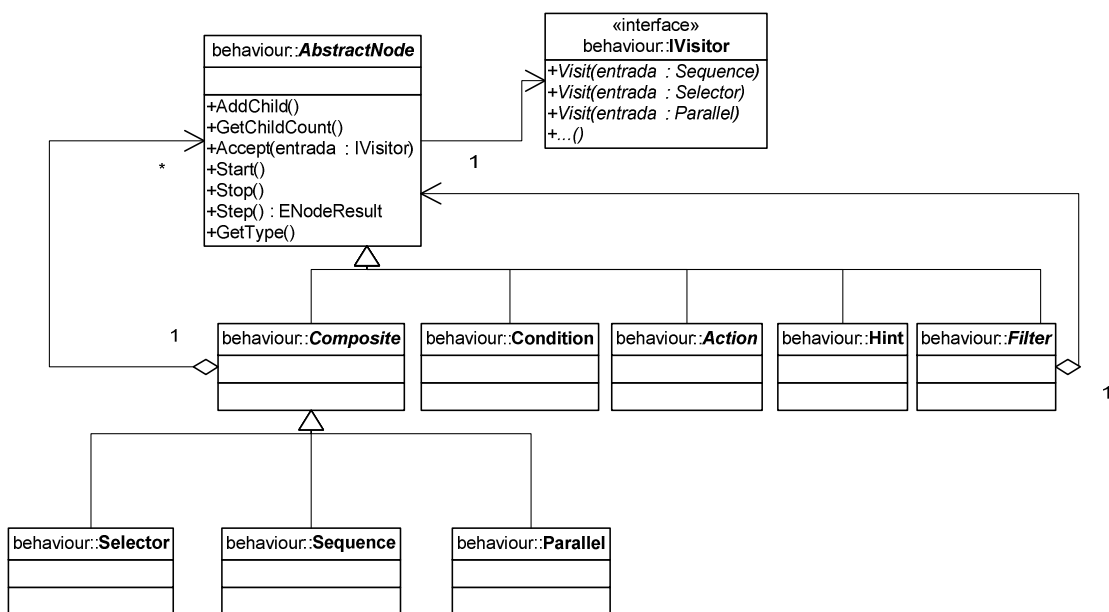 «interface»
behaviour::IVisitor
+Visit(entrada : Sequence)
+Visit(entrada : Selector)
+Visit(entrada : Parallel)
+...()
behaviour::AbstractNode
+AddChild()
+GetChildCount()
+Accept(entrada : IVisitor)
+Start()
+Stop()
+Step() : ENodeResult
+GetType()
*
1
1
behaviour::Composite
behaviour::Condition
behaviour::Action
behaviour::Hint
behaviour::Filter
1
behaviour::Selector
behaviour::Sequence
behaviour::Parallel